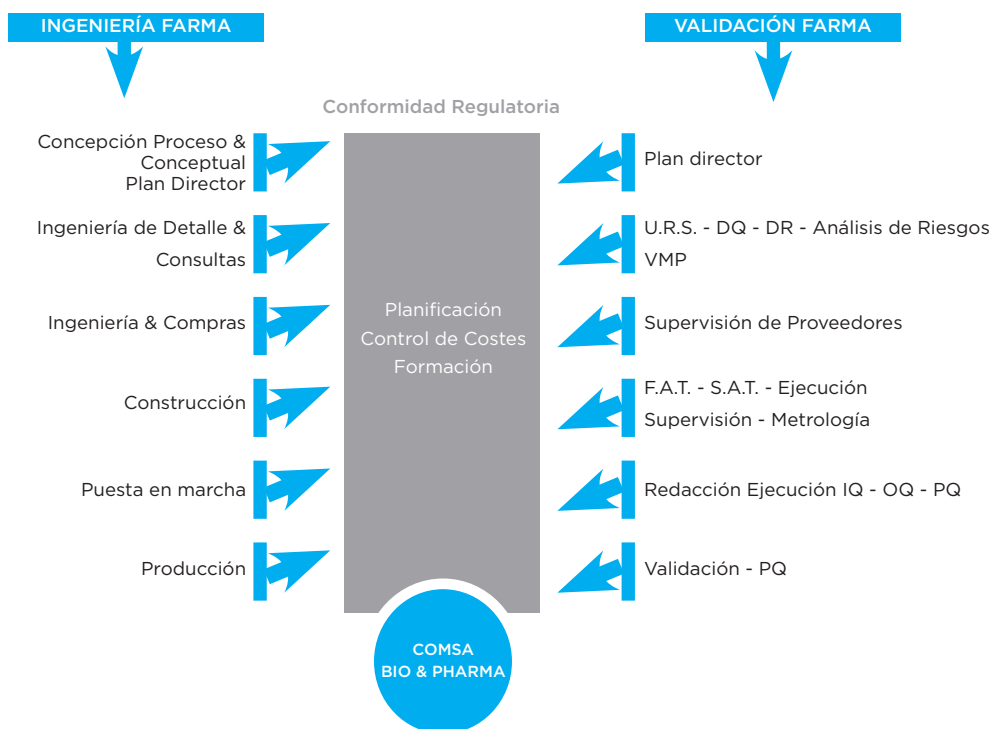 INGENIERÍA FARMA
VALIDACIÓN FARMA
Conformidad Regulatoria
Concepción Proceso &
Conceptual
Plan Director
Ingeniería de Detalle &
Consultas
Ingeniería & Compras
Construcción
Puesta en marcha
Producción
Planificación
Control de Costes
Formación
Plan director
U.R.S. - DQ - DR - Análisis de Riesgos
VMP
Supervisión de Proveedores
F.A.T. - S.A.T. - Ejecución
Supervisión - Metrología
Redacción Ejecución IQ - OQ - PQ
Validación - PQ
COMSA
BIO & PHARMA